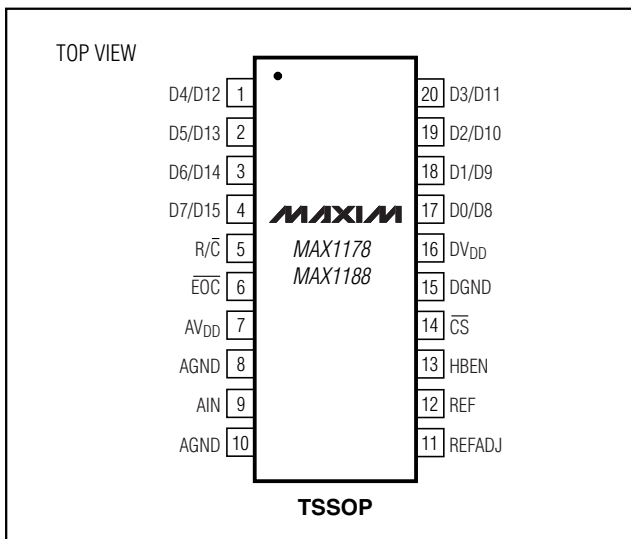 TOP VIEW
D4/D12 1 20 D3/D11
D5/D13 2 19 D2/D10
D6/D14 3 18 D1/D9
D7/D15 4 MAXIM 17 D0/D8
R/C̅ 5 MAX1178 16 DVDD
E̅O̅C̅ 6 MAX1188 15 DGND
AVDD 7 14 C̅S̅
AGND 8 13 HBEN
AIN 9 12 REF
AGND 10 11 REFADJ
TSSOP